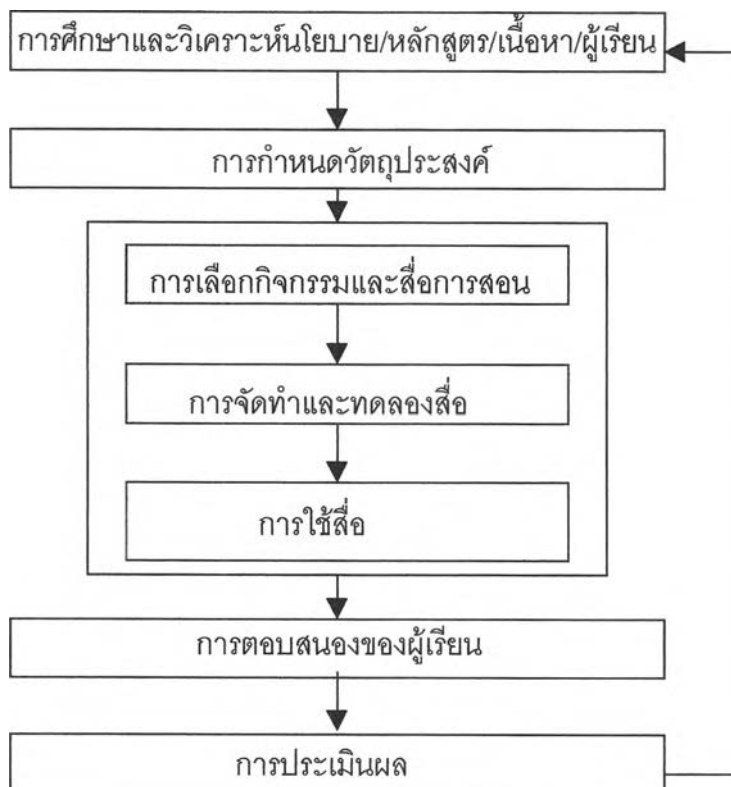 การศึกษาและวิเคราะห์นโยบาย/หลักสูตร/เนื้อหา/ผู้เรียน
การกำหนดวัตถุประสงค์
การเลือกกิจกรรมและสื่อการสอน
การจัดทำและทดลองสื่อ
การใช้สื่อ
การตอบสนองของผู้เรียน
การประเมินผล